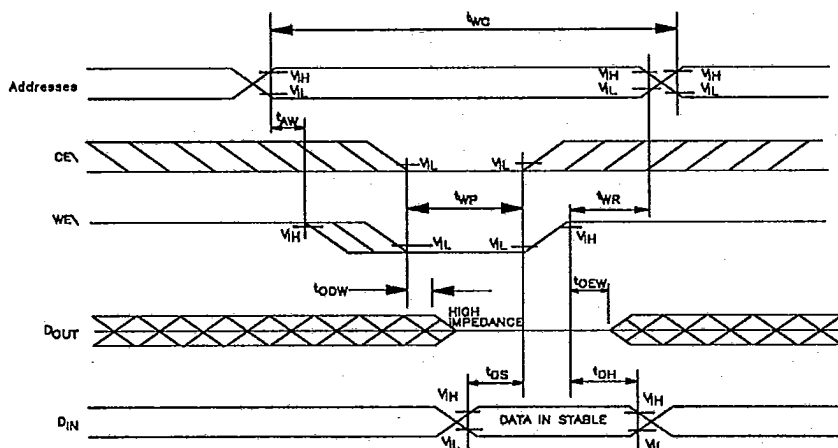 tWC
Addresses
VIH
VIL
VIH
VIL
VIH
VIL
tAW
CE\
VIL
VIL
tWP
tWR
WE\
VIH
VIL
VIL
VIH
tODW
tOEW
DOUT
HIGH
IMPEDANCE
tDS
tDH
VIH
VIH
DIN
DATA IN STABLE
VIL
VIL